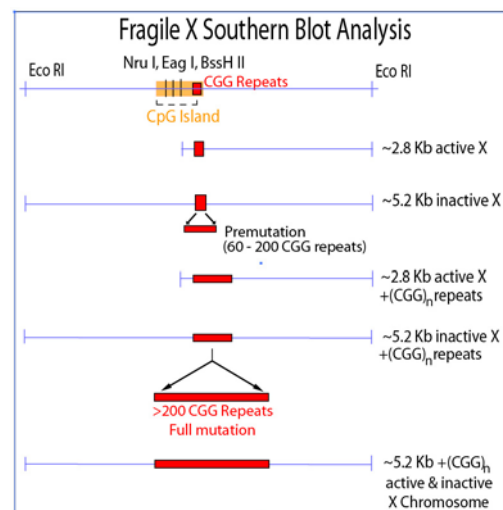 Fragile X Southern Blot Analysis
Eco RI
Nru I, Eag I, BssH II
Eco RI
CGG Repeats
CpG Island
~2.8 Kb active X
~5.2 Kb inactive X
Premutation
(60 - 200 CGG repeats)
~2.8 Kb active X
+(CGG)n repeats
~5.2 Kb inactive X
+(CGG)n repeats
>200 CGG Repeats
Full mutation
~5.2 Kb +(CGG)n
active & inactive
X Chromosome